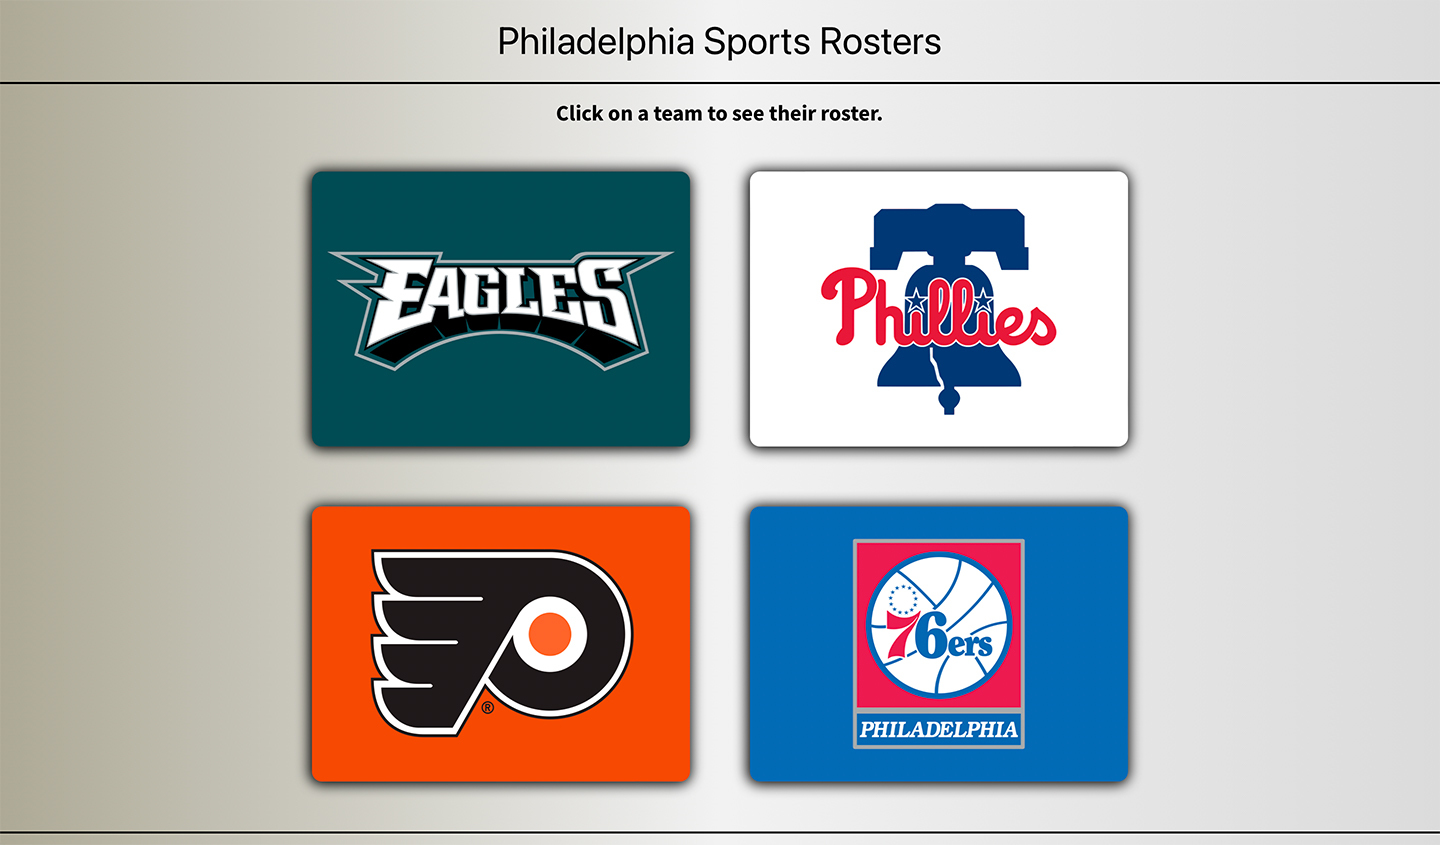 Philadelphia Sports Rosters
Click on a team to see their roster.
EAGLES
Phillies
®
76ers
PHILADELPHIA